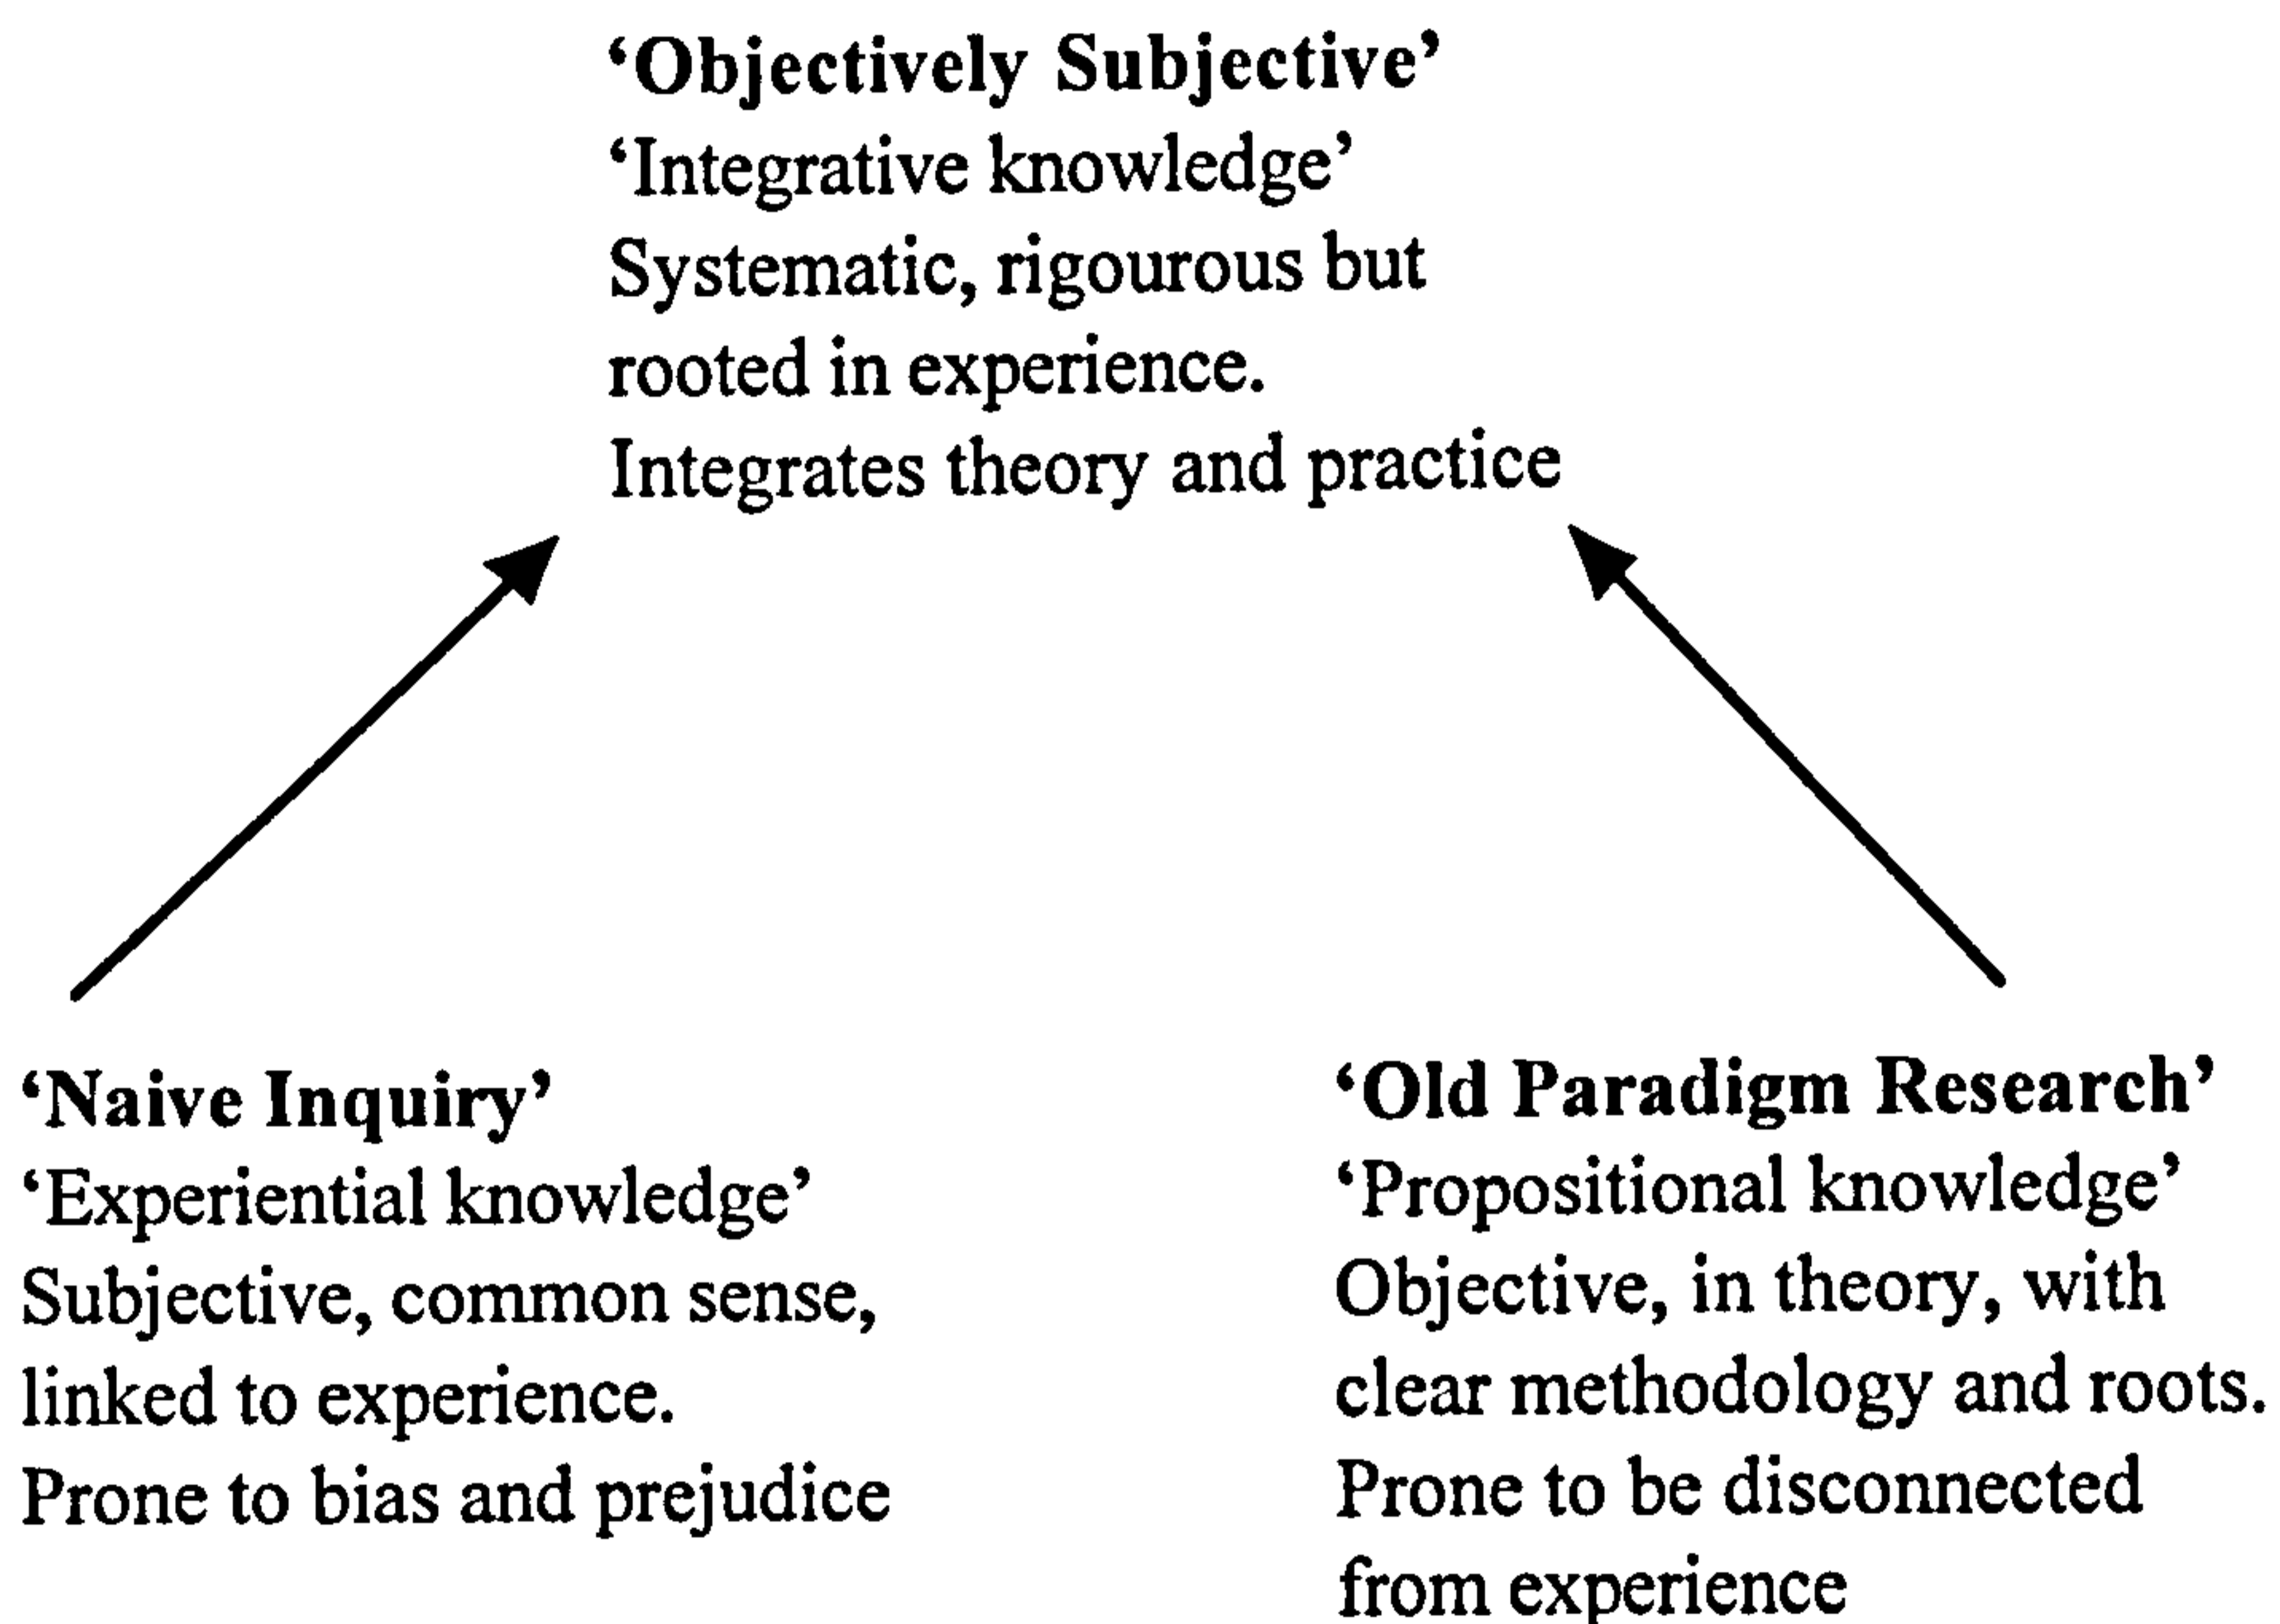 ‘Objectively Subjective’
‘Integrative knowledge’
Systematic, rigourous but
rooted in experience.
Integrates theory and practice
‘Naive Inquiry’
‘Experiential knowledge’
Subjective, common sense,
linked to experience.
Prone to bias and prejudice
‘Old Paradigm Research’
‘Propositional knowledge’
Objective, in theory, with
clear methodology and roots.
Prone to be disconnected
from experience